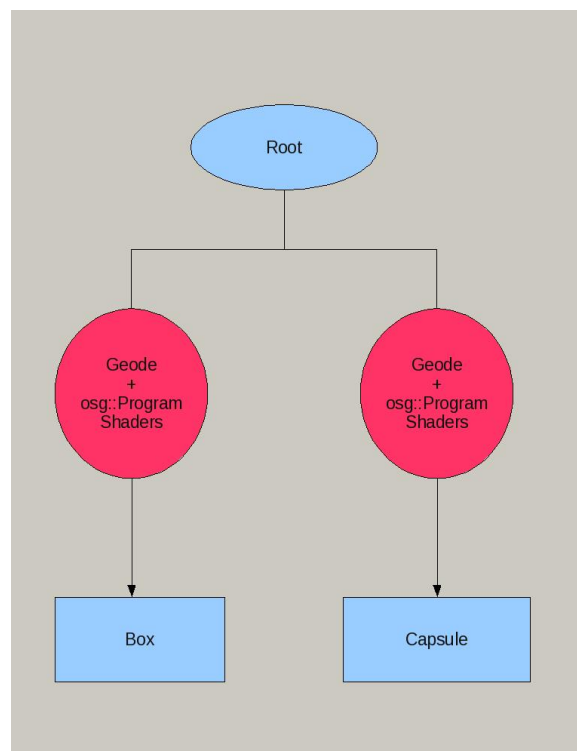 Root
Geode
+
osg::Program
Shaders
Geode
+
osg::Program
Shaders
Box
Capsule